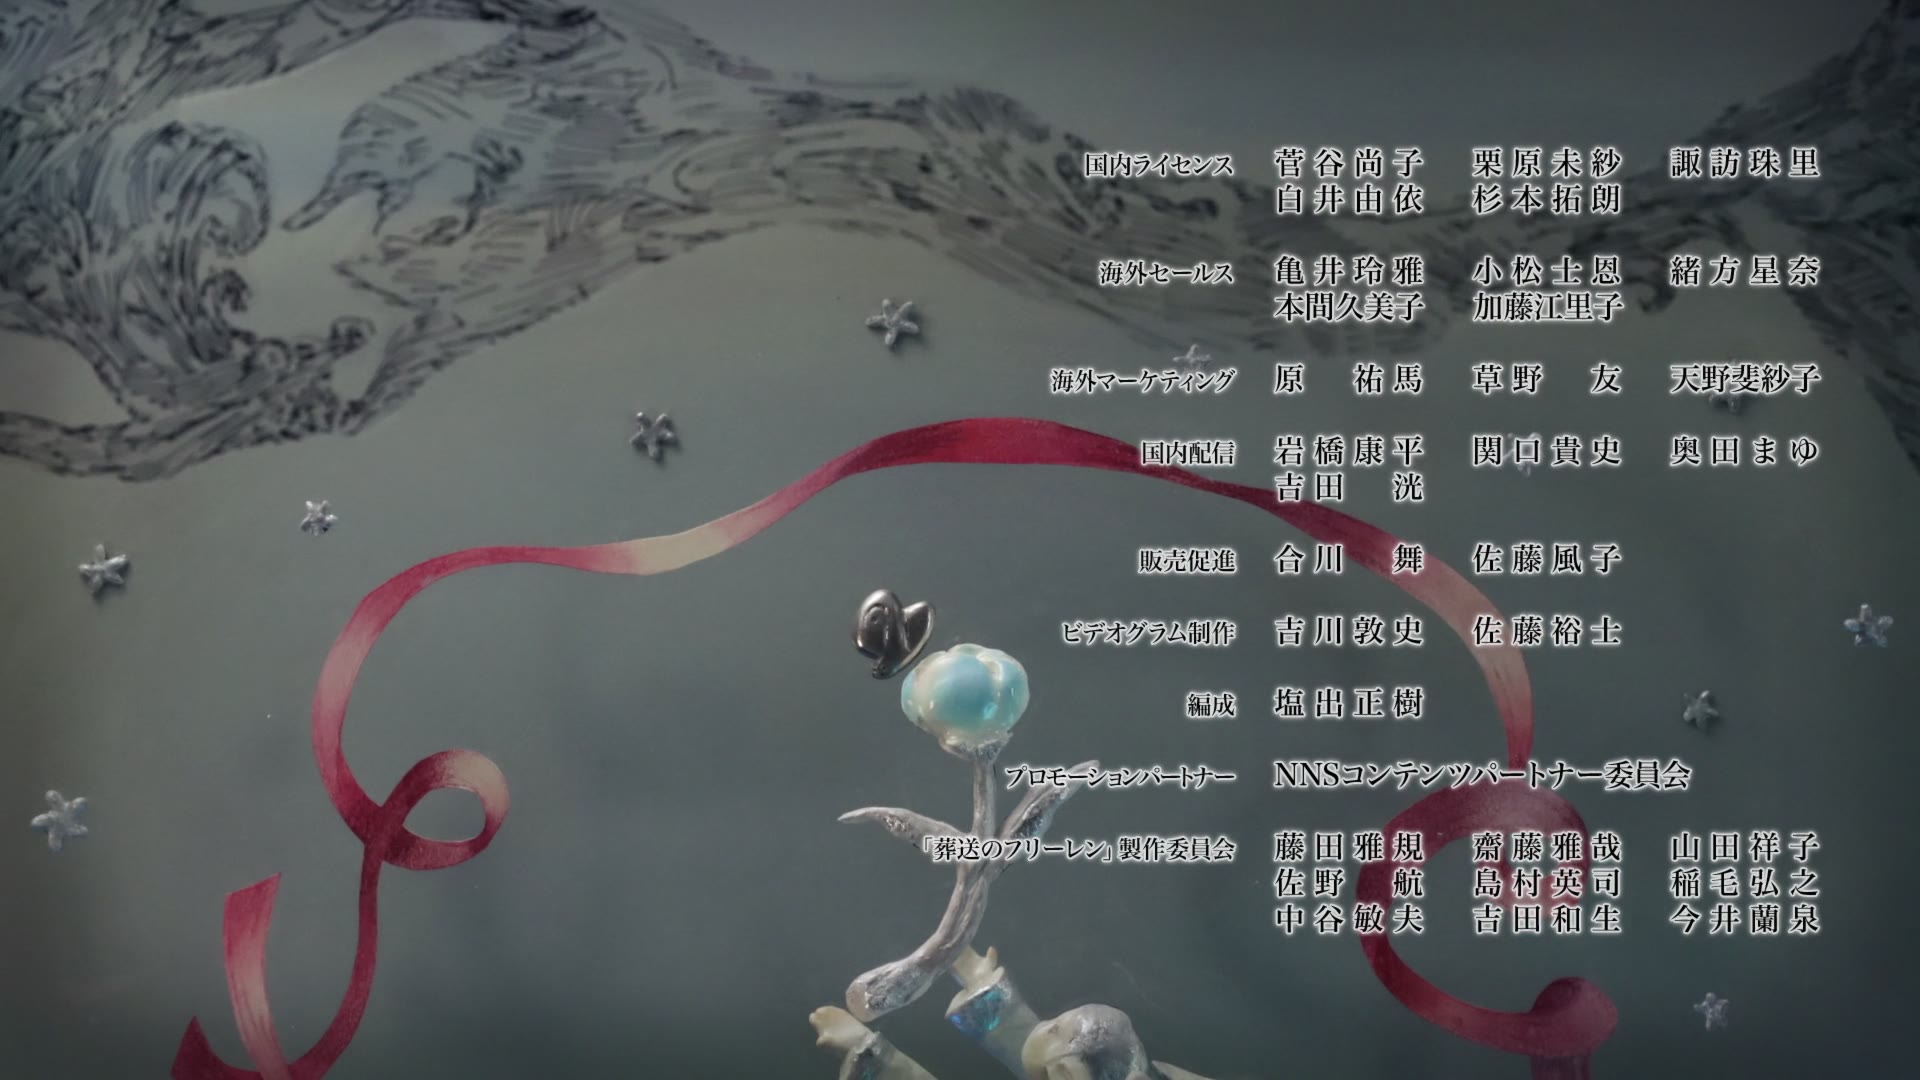 国内ライセンス 菅谷尚子 栗原未紗 諏訪珠里
白井由依 杉本拓朗
海外セールス 亀井玲雅 小松士恩 緒方星奈
本間久美子 加藤江里子
海外マーケティング 原祐馬 草野友 天野斐紗子
国内配信 岩橋康平 関口貴史 奥田まゆ
吉田洸
販売促進 合川舞 佐藤風子
ビデオグラム制作 吉川敦史 佐藤裕士
編成 塩出正樹
プロモーションパートナー NNSコンテンツパートナー委員会
「葬送のフリーレン」製作委員会 藤田雅規 齋藤雅哉 山田祥子
佐野航 島村英司 稲毛弘之
中谷敏夫 吉田和生 今井蘭泉